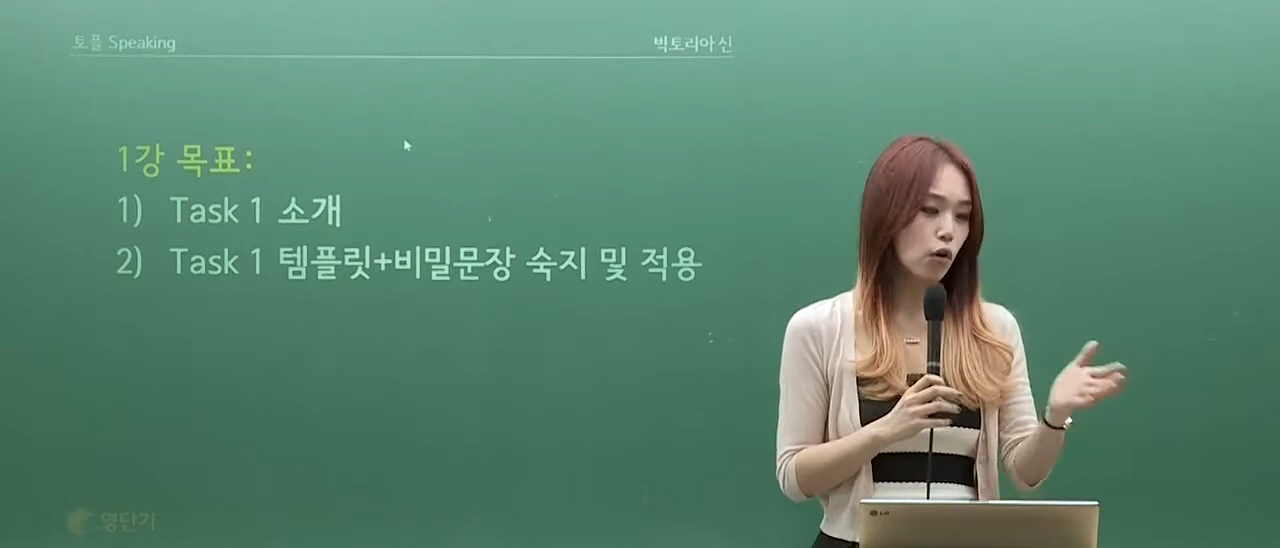 토플 Speaking
빅토리아 신
1강 목표:
1) Task 1 소개
2) Task 1 템플릿+비밀문장 숙지 및 적용
영단기
LG